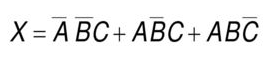 X = A̅ B̅C + AB̅C + ABC̅